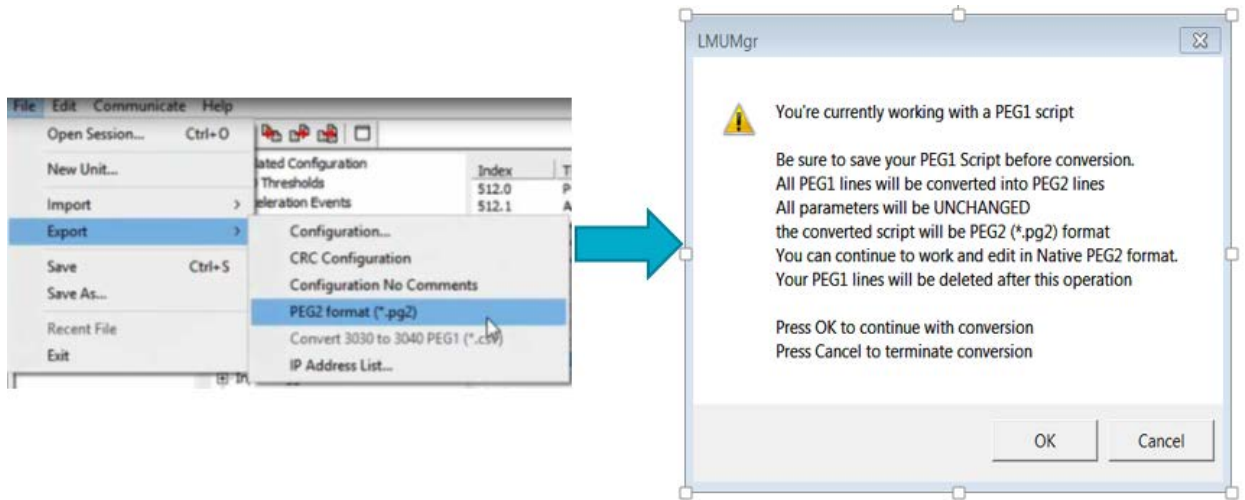 File Edit Communicate Help
Open Session... Ctrl+O
New Unit...
Import >
Export >
Save Ctrl+S
Save As...
Recent File
Exit
lated Configuration
Thresholds
eleration Events
Index T
512.0 P
512.1 A
Configuration...
CRC Configuration
Configuration No Comments
PEG2 format (*.pg2)
Convert 3030 to 3040 PEG1 (*.csv)
IP Address List...
LMUMgr
You're currently working with a PEG1 script
Be sure to save your PEG1 Script before conversion.
All PEG1 lines will be converted into PEG2 lines
All parameters will be UNCHANGED
the converted script will be PEG2 (*.pg2) format
You can continue to work and edit in Native PEG2 format.
Your PEG1 lines will be deleted after this operation
Press OK to continue with conversion
Press Cancel to terminate conversion
OK Cancel